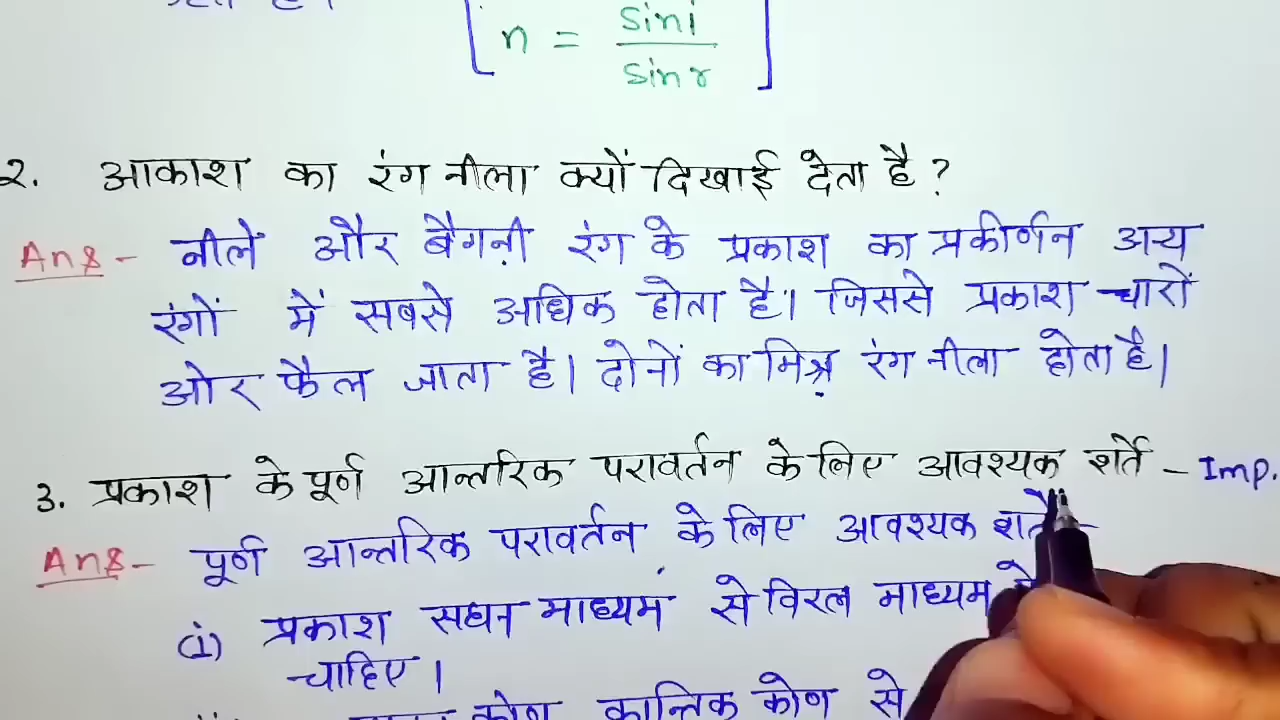 [ n = sin i / sin r ]
2. आकाश का रंग नीला क्यों दिखाई देता है ?
Ans - नीले और बैगनी रंग के प्रकाश का प्रकीर्णन अन्य
रंगों में सबसे अधिक होता है। जिससे प्रकाश चारों
ओर फैल जाता है। दोनों का मिश्र रंग नीला होता है।
3. प्रकाश के पूर्ण आन्तरिक परावर्तन के लिए आवश्यक शर्ते - Imp.
Ans - पूर्ण आन्तरिक परावर्तन के लिए आवश्यक शर्ते -
(i) प्रकाश सघन माध्यम से विरल माध्यम में
चाहिए।
कोण क्रान्तिक कोण से